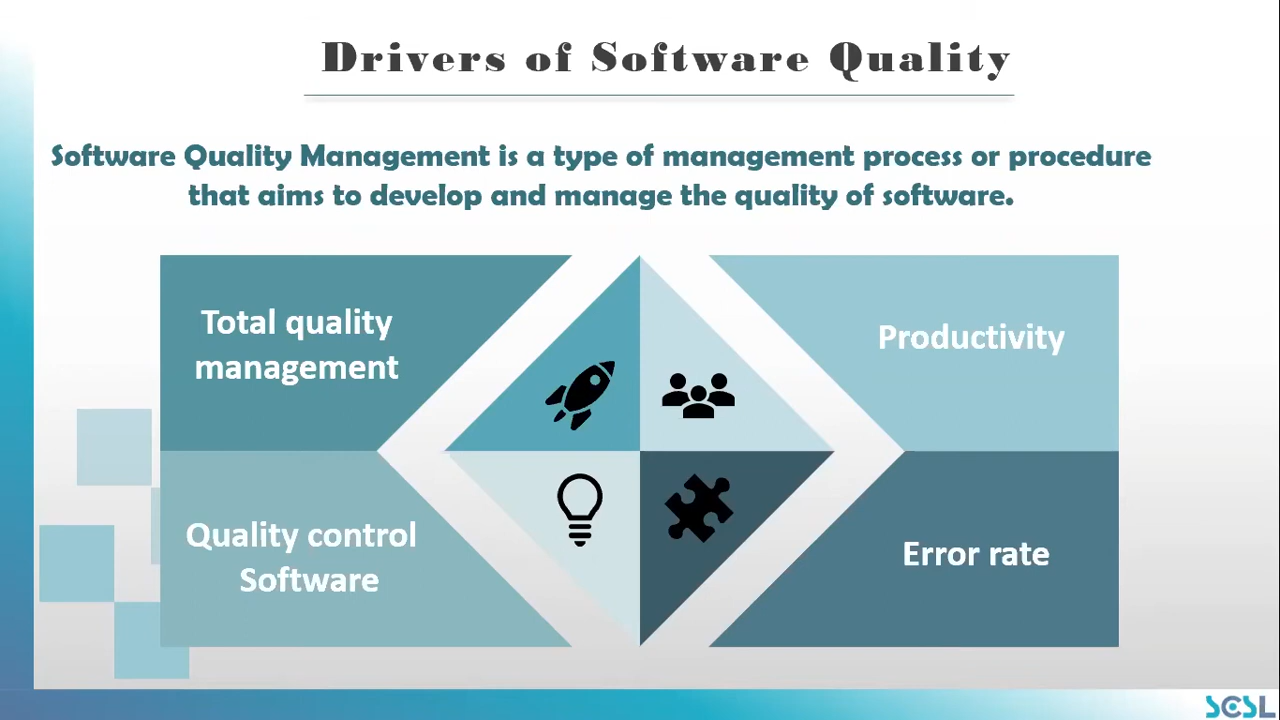 Drivers of Software Quality
Software Quality Management is a type of management process or procedure
that aims to develop and manage the quality of software.
Total quality
management
Productivity
Quality control
Software
Error rate
SCSL